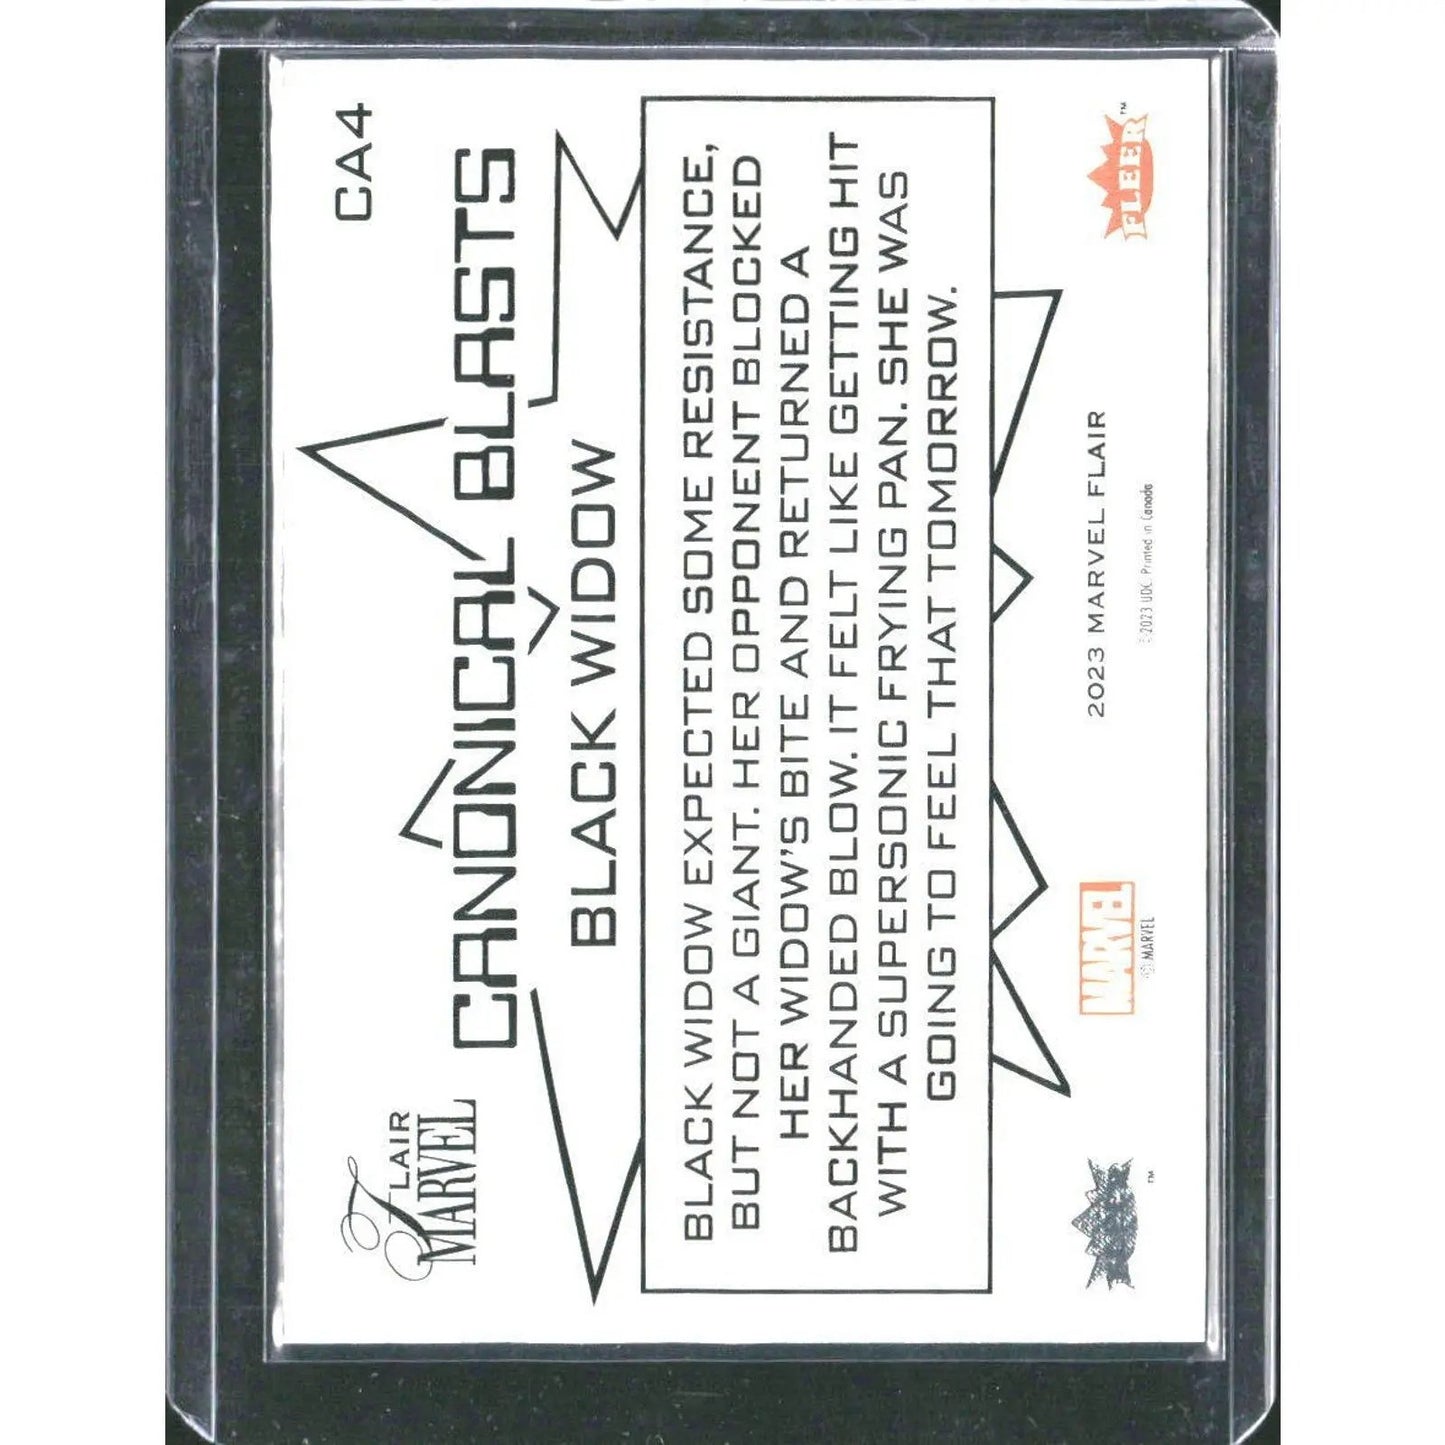 CA4
FLAIR
MARVEL
CANONICAL BLASTS
BLACK WIDOW
BLACK WIDOW EXPECTED SOME RESISTANCE,
BUT NOT A GIANT. HER OPPONENT BLOCKED
HER WIDOW'S BITE AND RETURNED A
BACKHANDED BLOW. IT FELT LIKE GETTING HIT
WITH A SUPERSONIC FRYING PAN. SHE WAS
GOING TO FEEL THAT TOMORROW.
TM
MARVEL
© MARVEL
2023 MARVEL FLAIR
©2023 UDC. Printed in Canada
FLEER TM